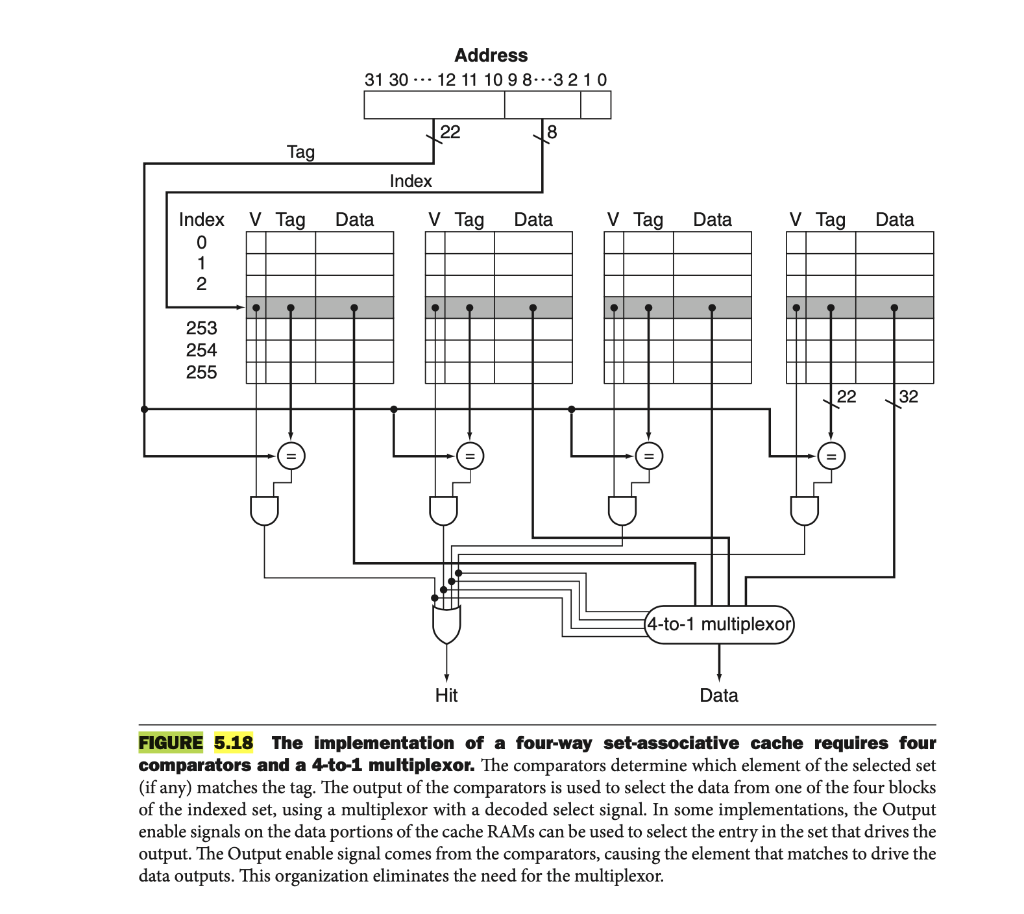 Address
31 30 ··· 12 11 10 9 8···3 2 1 0
22
8
Tag
Index
Index V Tag Data V Tag Data V Tag Data V Tag Data
0
1
2
253
254
255
22
32
= = = =
4-to-1 multiplexor
Hit
Data
FIGURE 5.18 The implementation of a four-way set-associative cache requires four
comparators and a 4-to-1 multiplexor. The comparators determine which element of the selected set
(if any) matches the tag. The output of the comparators is used to select the data from one of the four blocks
of the indexed set, using a multiplexor with a decoded select signal. In some implementations, the Output
enable signals on the data portions of the cache RAMs can be used to select the entry in the set that drives the
output. The Output enable signal comes from the comparators, causing the element that matches to drive the
data outputs. This organization eliminates the need for the multiplexor.